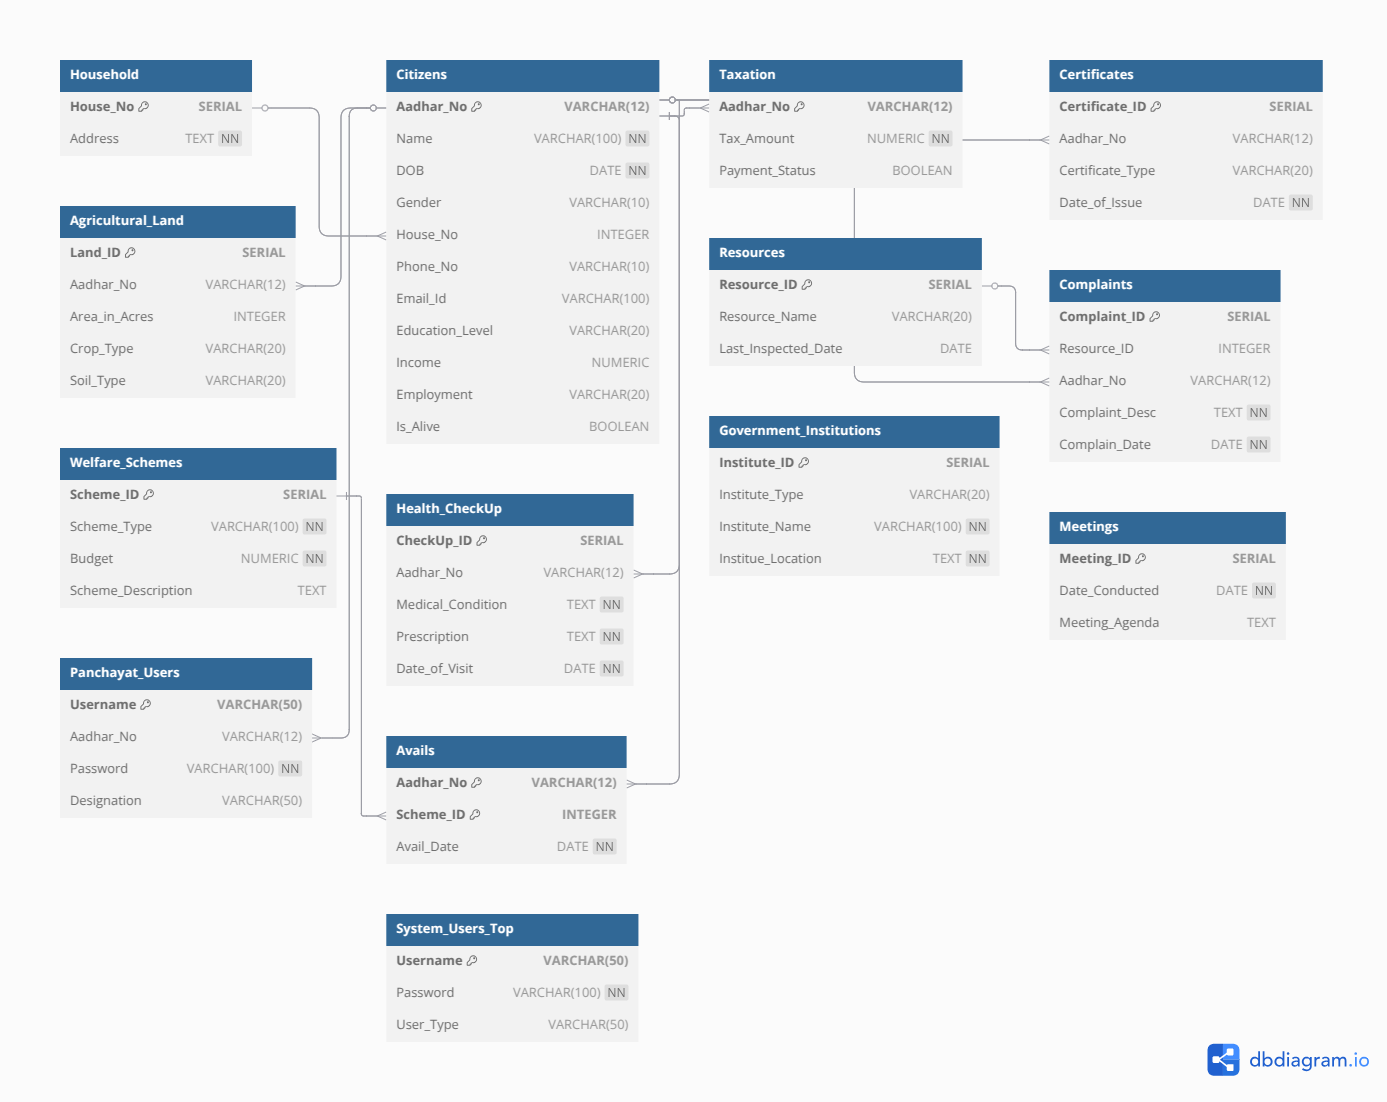 Household
House_No SERIAL
Address TEXT NN
Agricultural_Land
Land_ID SERIAL
Aadhar_No VARCHAR(12)
Area_in_Acres INTEGER
Crop_Type VARCHAR(20)
Soil_Type VARCHAR(20)
Welfare_Schemes
Scheme_ID SERIAL
Scheme_Type VARCHAR(100) NN
Budget NUMERIC NN
Scheme_Description TEXT
Panchayat_Users
Username VARCHAR(50)
Aadhar_No VARCHAR(12)
Password VARCHAR(100) NN
Designation VARCHAR(50)
Citizens
Aadhar_No VARCHAR(12)
Name VARCHAR(100) NN
DOB DATE NN
Gender VARCHAR(10)
House_No INTEGER
Phone_No VARCHAR(10)
Email_Id VARCHAR(100)
Education_Level VARCHAR(20)
Income NUMERIC
Employment VARCHAR(20)
Is_Alive BOOLEAN
Health_CheckUp
CheckUp_ID SERIAL
Aadhar_No VARCHAR(12)
Medical_Condition TEXT NN
Prescription TEXT NN
Date_of_Visit DATE NN
Avails
Aadhar_No VARCHAR(12)
Scheme_ID INTEGER
Avail_Date DATE NN
System_Users_Top
Username VARCHAR(50)
Password VARCHAR(100) NN
User_Type VARCHAR(50)
Taxation
Aadhar_No VARCHAR(12)
Tax_Amount NUMERIC NN
Payment_Status BOOLEAN
Resources
Resource_ID SERIAL
Resource_Name VARCHAR(20)
Last_Inspected_Date DATE
Government_Institutions
Institute_ID SERIAL
Institute_Type VARCHAR(20)
Institute_Name VARCHAR(100) NN
Institue_Location TEXT NN
Certificates
Certificate_ID SERIAL
Aadhar_No VARCHAR(12)
Certificate_Type VARCHAR(20)
Date_of_Issue DATE NN
Complaints
Complaint_ID SERIAL
Resource_ID INTEGER
Aadhar_No VARCHAR(12)
Complaint_Desc TEXT NN
Complain_Date DATE NN
Meetings
Meeting_ID SERIAL
Date_Conducted DATE NN
Meeting_Agenda TEXT
dbdiagram.io